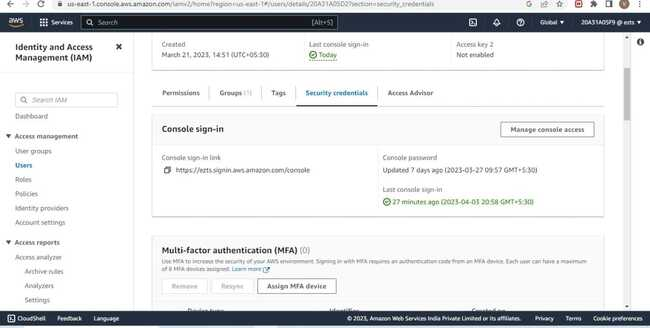 us-east-1.console.aws.amazon.com/iamv2/home?region=us-east-1#/users/details/20A31A05D2?section=security_credentials
aws
Services
Search
[Alt+S]
Global
20A31A05F9 @ ezts
Identity and Access
Management (IAM)
Search IAM
Dashboard
Access management
User groups
Users
Roles
Policies
Identity providers
Account settings
Access reports
Access analyzer
Archive rules
Analyzers
Settings
Created
March 21, 2023, 14:51 (UTC+05:30)
Last console sign-in
Today
Access key 2
Not enabled
Permissions
Groups (1)
Tags
Security credentials
Access Advisor
Console sign-in
Manage console access
Console sign-in link
https://ezts.signin.aws.amazon.com/console
Console password
Updated 7 days ago (2023-03-27 09:57 GMT+5:30)
Last console sign-in
27 minutes ago (2023-04-03 20:58 GMT+5:30)
Multi-factor authentication (MFA) (0)
Use MFA to increase the security of your AWS environment. Signing in with MFA requires an authentication code from an MFA device. Each user can have a maximum
of 8 MFA devices assigned. Learn more
Remove
Resync
Assign MFA device
CloudShell
Feedback
Language
© 2023, Amazon Web Services India Private Limited or its affiliates.
Privacy
Terms
Cookie preferences